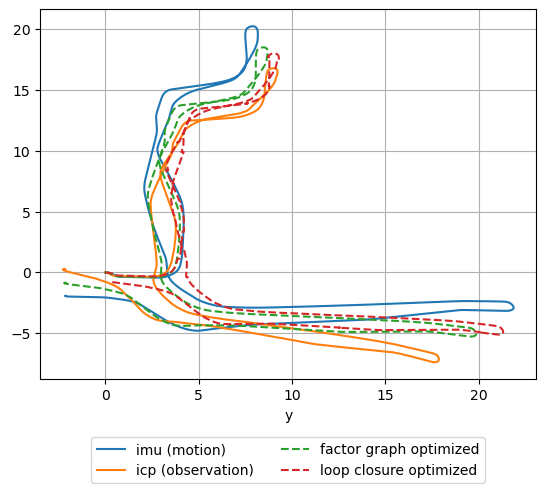 20
15
10
5
0
−5
0 5 10 15 20
y
imu (motion) factor graph optimized
icp (observation) loop closure optimized